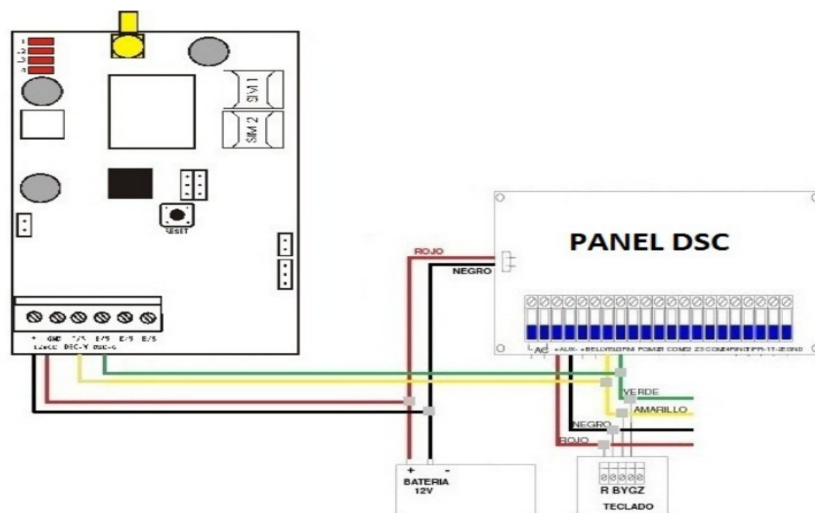 SIM 1
SIM 2
RESET
+ GND E/S E/S E/S E/S
12VCC DSC-Y DSC-G
PANEL DSC
ROJO
NEGRO
AC +AUX- +BELL-
VERDE
AMARILLO
NEGRO
ROJO
+ -
BATERIA
12V
R BYGZ
TECLADO